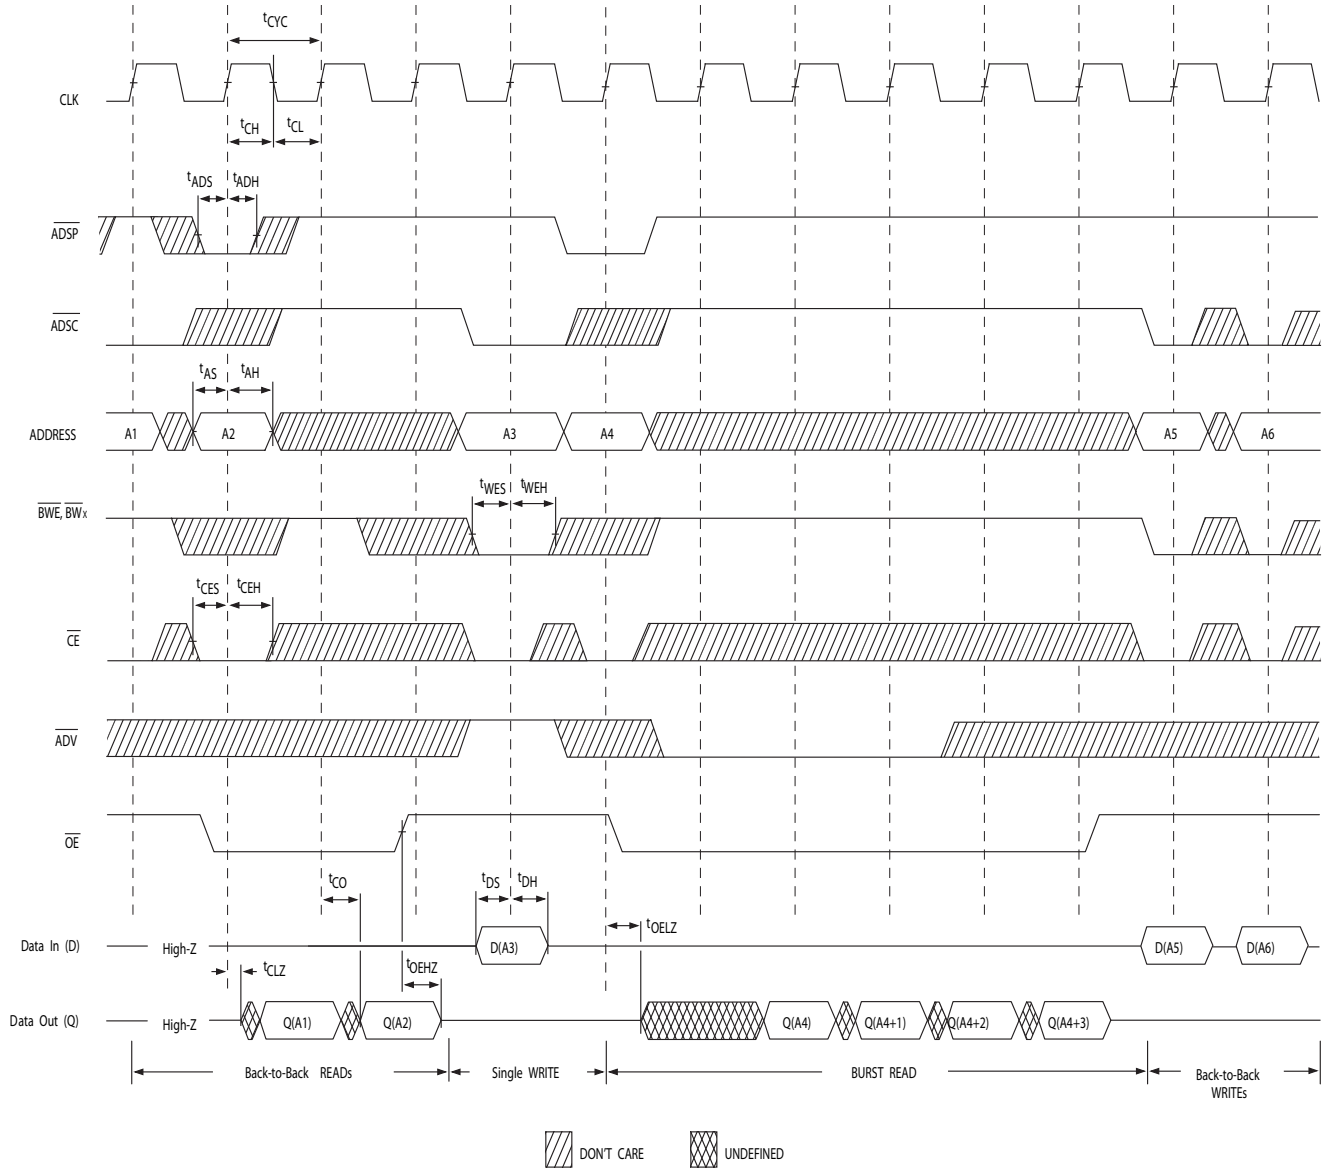 tCYC
CLK
tCH tCL
tADS tADH
ADSP
ADSC
tAS tAH
ADDRESS A1 A2 A3 A4 A5 A6
tWES tWEH
BWE, BWx
tCES tCEH
CE
ADV
OE
tCO tDS tDH
tOELZ
Data In (D) High-Z D(A3) D(A5) D(A6)
tCLZ tOEHZ
Data Out (Q) High-Z Q(A1) Q(A2) Q(A4) Q(A4+1) Q(A4+2) Q(A4+3)
Back-to-Back READs Single WRITE BURST READ Back-to-Back
WRITEs
DON'T CARE UNDEFINED